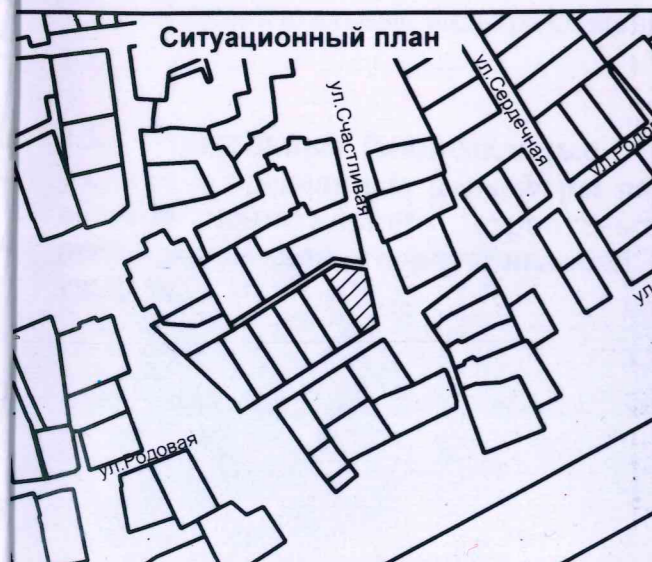 Ситуационный план
ул.Счастливая
ул.Сердечная
ул.Родовая